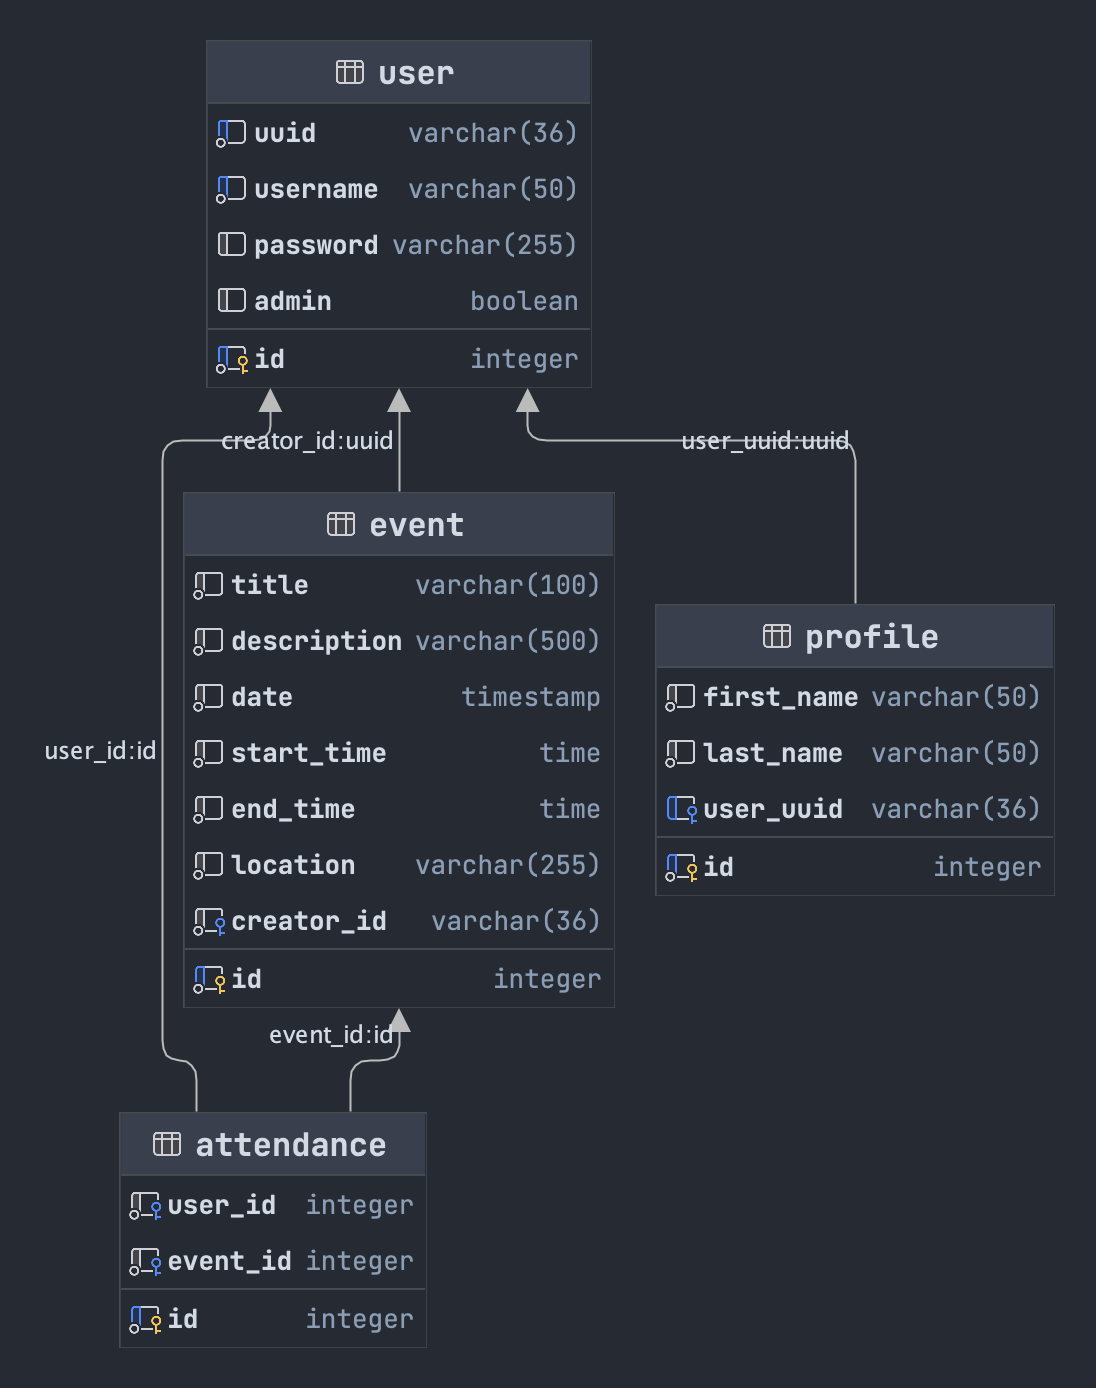 user
uuid varchar(36)
username varchar(50)
password varchar(255)
admin boolean
id integer
creator_id:uuid
user_uuid:uuid
event
title varchar(100)
description varchar(500)
date timestamp
start_time time
end_time time
location varchar(255)
creator_id varchar(36)
id integer
profile
first_name varchar(50)
last_name varchar(50)
user_uuid varchar(36)
id integer
user_id:id
event_id:id
attendance
user_id integer
event_id integer
id integer